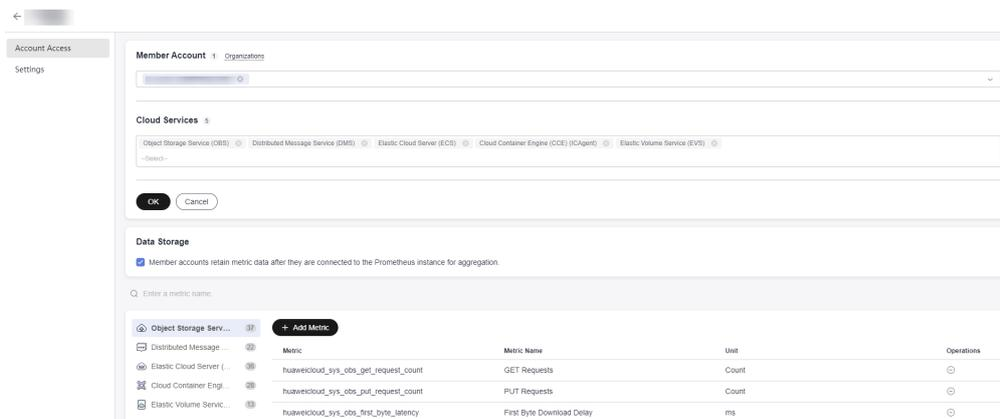 Account Access
Settings
Member Account 1 Organizations
Cloud Services 5
Object Storage Service (OBS) Distributed Message Service (DMS) Elastic Cloud Server (ECS) Cloud Container Engine (CCE) (ICAgent) Elastic Volume Service (EVS)
--Select--
OK Cancel
Data Storage
Member accounts retain metric data after they are connected to the Prometheus instance for aggregation.
Enter a metric name.
Object Storage Serv... 37
Distributed Message ... 22
Elastic Cloud Server (... 36
Cloud Container Engi... 28
Elastic Volume Servic... 13
+ Add Metric
Metric Metric Name Unit Operations
huaweicloud_sys_obs_get_request_count GET Requests Count
huaweicloud_sys_obs_put_request_count PUT Requests Count
huaweicloud_sys_obs_first_byte_latency First Byte Download Delay ms